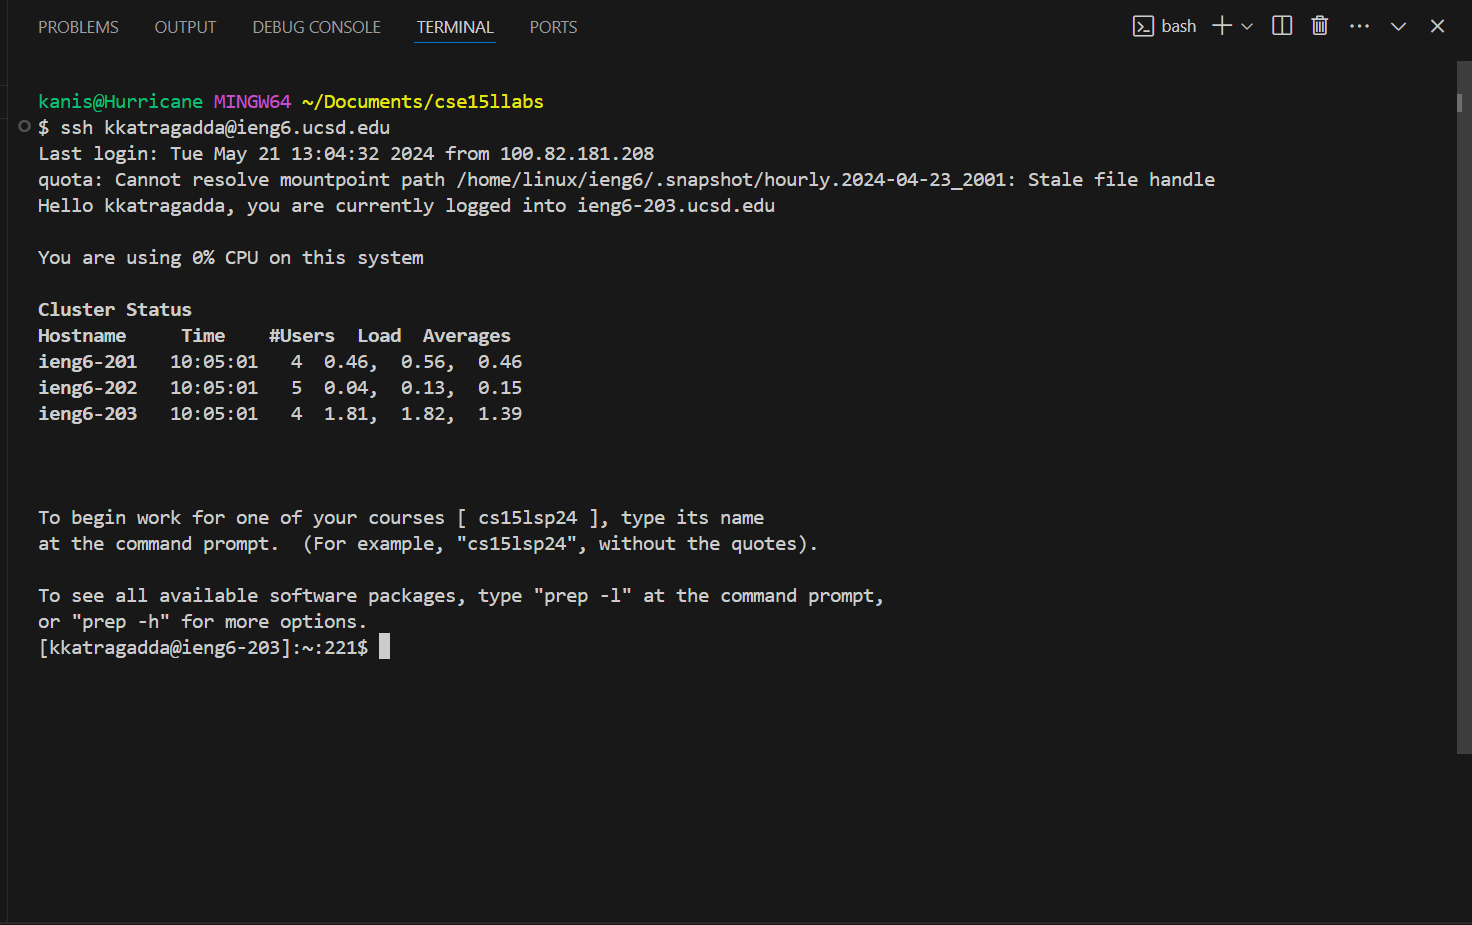 PROBLEMS OUTPUT DEBUG CONSOLE TERMINAL PORTS bash
kanis@Hurricane MINGW64 ~/Documents/cse15llabs
$ ssh kkatragadda@ieng6.ucsd.edu
Last login: Tue May 21 13:04:32 2024 from 100.82.181.208
quota: Cannot resolve mountpoint path /home/linux/ieng6/.snapshot/hourly.2024-04-23_2001: Stale file handle
Hello kkatragadda, you are currently logged into ieng6-203.ucsd.edu
You are using 0% CPU on this system
Cluster Status
Hostname     Time    #Users  Load  Averages
ieng6-201   10:05:01   4  0.46,  0.56,  0.46
ieng6-202   10:05:01   5  0.04,  0.13,  0.15
ieng6-203   10:05:01   4  1.81,  1.82,  1.39
To begin work for one of your courses [ cs15lsp24 ], type its name
at the command prompt.  (For example, "cs15lsp24", without the quotes).
To see all available software packages, type "prep -l" at the command prompt,
or "prep -h" for more options.
[kkatragadda@ieng6-203]:~:221$